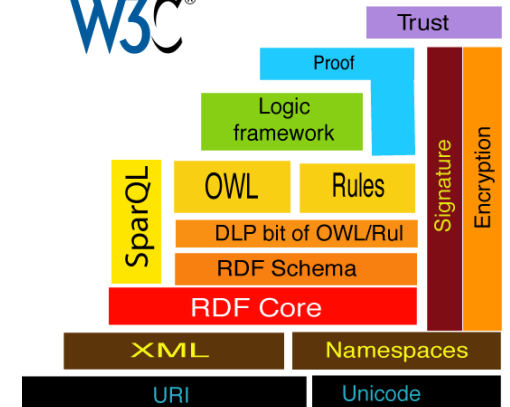 W3C®
Trust
Proof
Logic
framework
Signature
Encryption
SparQL
OWL
Rules
DLP bit of OWL/Rul
RDF Schema
RDF Core
XML
Namespaces
URI
Unicode